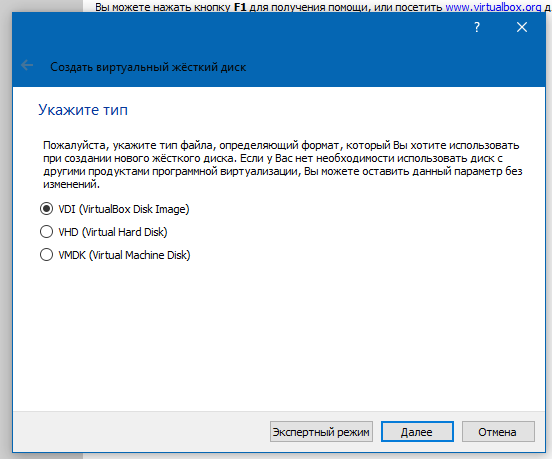 Вы можете нажать кнопку F1 для получения помощи, или посетить www.virtualbox.org д
?
Создать виртуальный жёсткий диск
Укажите тип
Пожалуйста, укажите тип файла, определяющий формат, который Вы хотите использовать
при создании нового жёсткого диска. Если у Вас нет необходимости использовать диск с
другими продуктами программной виртуализации, Вы можете оставить данный параметр без
изменений.
VDI (VirtualBox Disk Image)
VHD (Virtual Hard Disk)
VMDK (Virtual Machine Disk)
Экспертный режим Далее Отмена